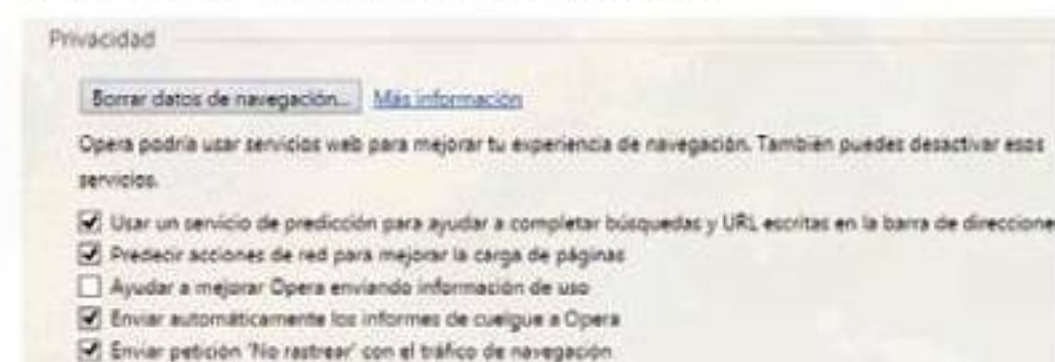 Privacidad
Borrar datos de navegación... Más información
Opera podría usar servicios web para mejorar tu experiencia de navegación. También puedes desactivar esos
servicios.
Usar un servicio de predicción para ayudar a completar búsquedas y URL escritas en la barra de direccione
Predecir acciones de red para mejorar la carga de páginas
Ayudar a mejorar Opera enviando información de uso
Enviar automáticamente los informes de cuelgue a Opera
Enviar petición 'No rastrear' con el tráfico de navegación